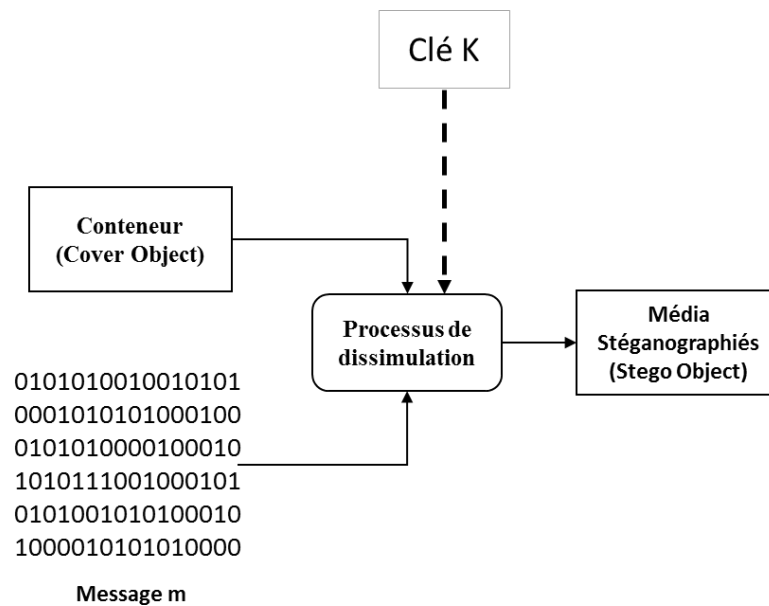 Clé K
Conteneur
(Cover Object)
Processus de
dissimulation
Média
Stéganographiés
(Stego Object)
0101010010010101
0001010101000100
0101010000100010
1010111001000101
0101001010100010
1000010101010000
Message m